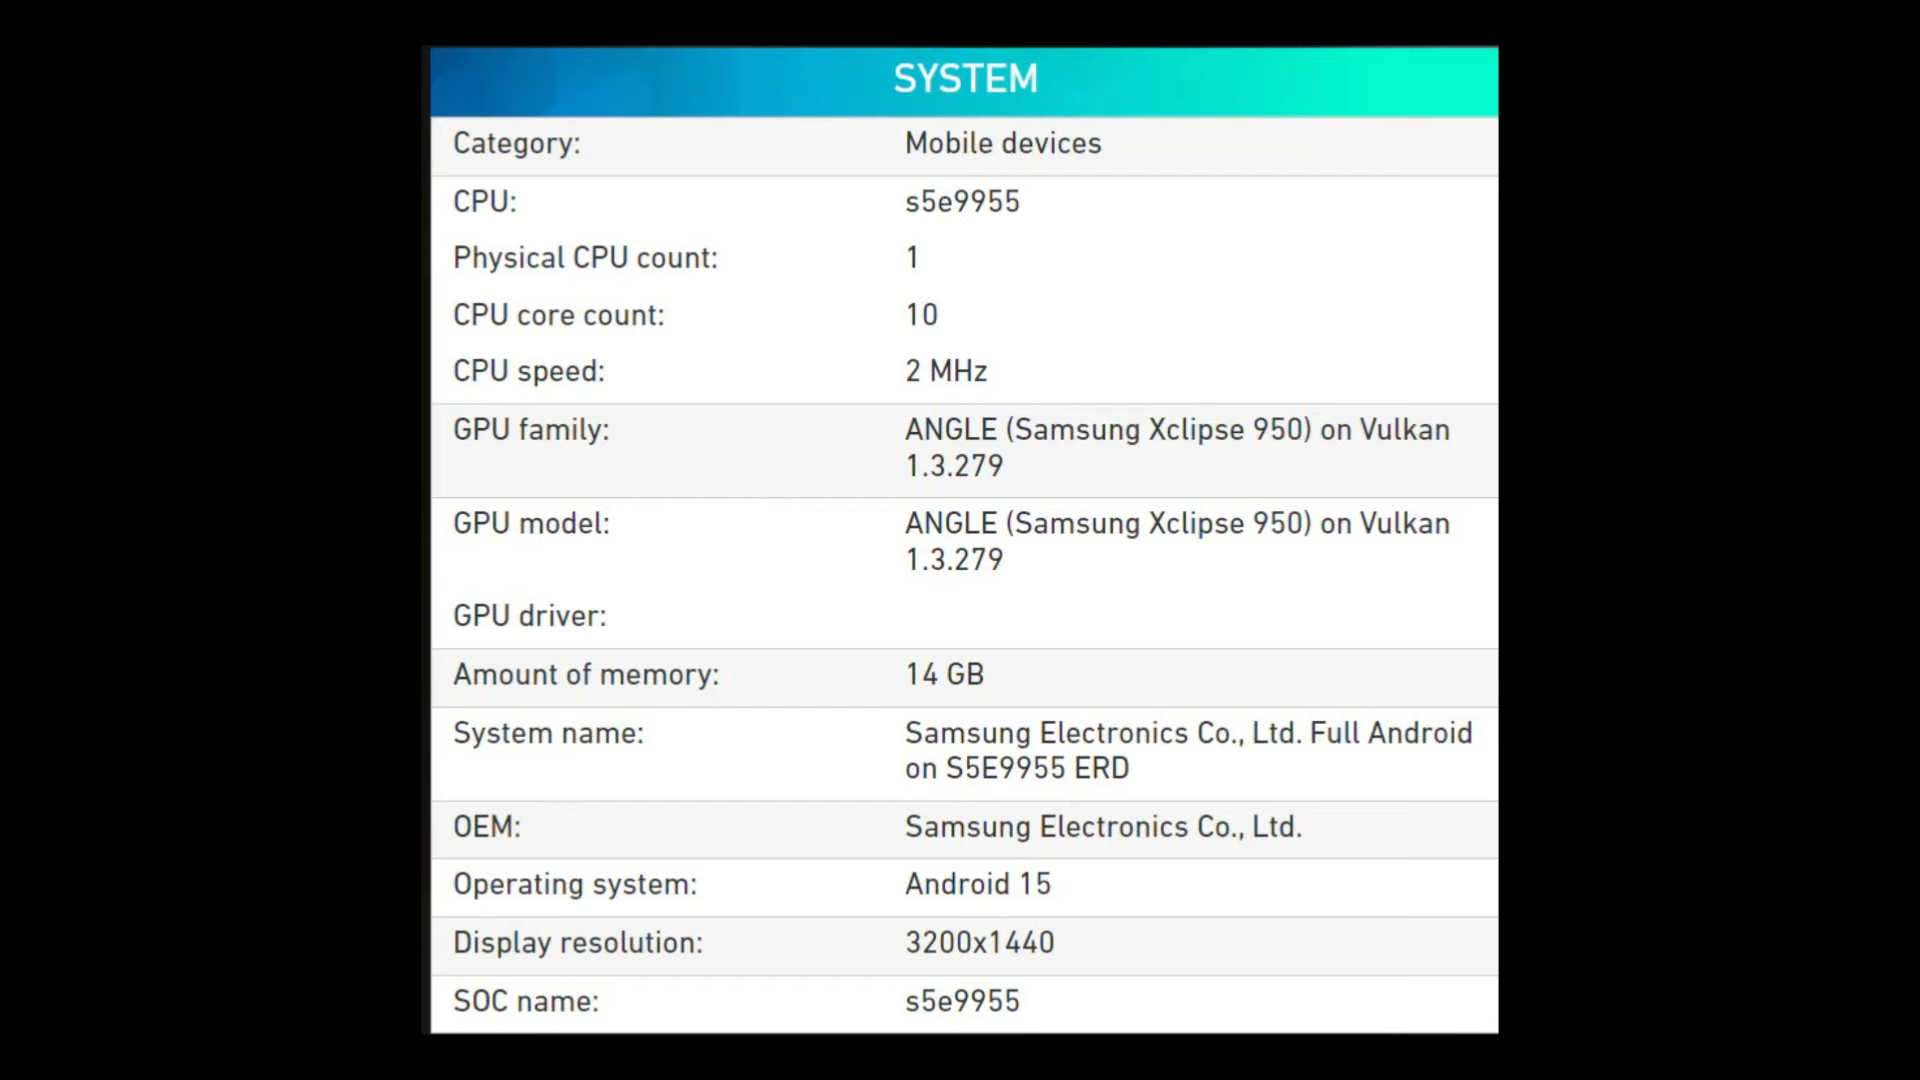 SYSTEM
Category: Mobile devices
CPU: s5e9955
Physical CPU count: 1
CPU core count: 10
CPU speed: 2 MHz
GPU family: ANGLE (Samsung Xclipse 950) on Vulkan
1.3.279
GPU model: ANGLE (Samsung Xclipse 950) on Vulkan
1.3.279
GPU driver:
Amount of memory: 14 GB
System name: Samsung Electronics Co., Ltd. Full Android
on S5E9955 ERD
OEM: Samsung Electronics Co., Ltd.
Operating system: Android 15
Display resolution: 3200x1440
SOC name: s5e9955